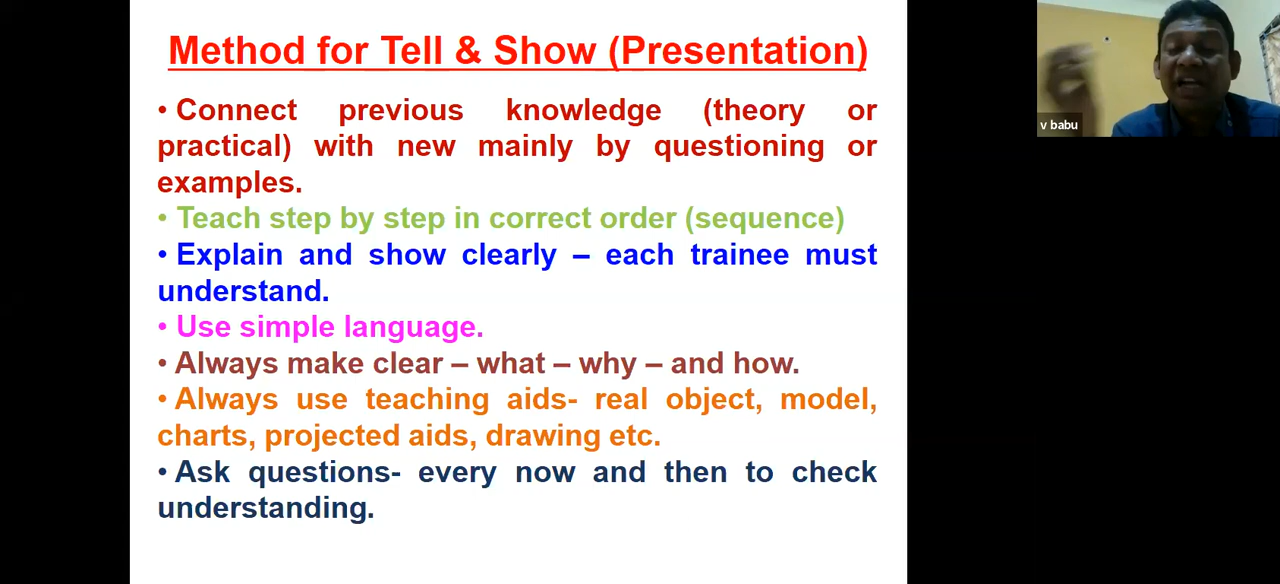 Method for Tell & Show (Presentation)
• Connect previous knowledge (theory or
practical) with new mainly by questioning or
examples.
• Teach step by step in correct order (sequence)
• Explain and show clearly – each trainee must
understand.
• Use simple language.
• Always make clear – what – why – and how.
• Always use teaching aids- real object, model,
charts, projected aids, drawing etc.
• Ask questions- every now and then to check
understanding.
v babu